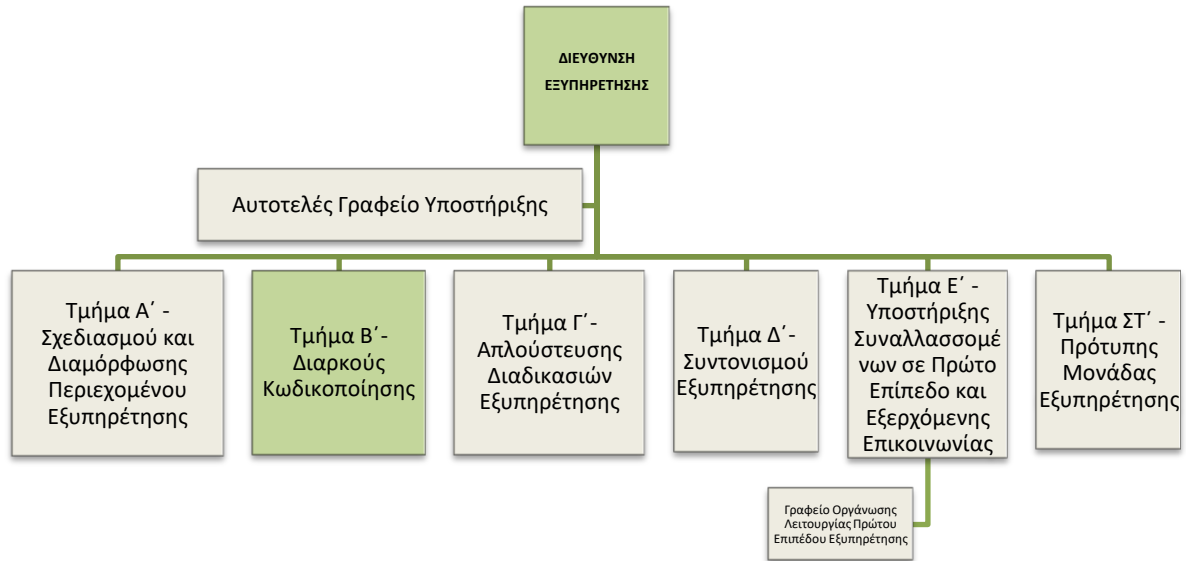 ΔΙΕΥΘΥΝΣΗ
ΕΞΥΠΗΡΕΤΗΣΗΣ
Αυτοτελές Γραφείο Υποστήριξης
Τμήμα Α΄ -
Σχεδιασμού και
Διαμόρφωσης
Περιεχομένου
Εξυπηρέτησης
Τμήμα Β΄-
Διαρκούς
Κωδικοποίησης
Τμήμα Γ΄-
Απλούστευσης
Διαδικασιών
Εξυπηρέτησης
Τμήμα Δ΄-
Συντονισμού
Εξυπηρέτησης
Τμήμα Ε΄ -
Υποστήριξης
Συναλλασσομέ
νων σε Πρώτο
Επίπεδο και
Εξερχόμενης
Επικοινωνίας
Τμήμα ΣΤ΄ -
Πρότυπης
Μονάδας
Εξυπηρέτησης
Γραφείο Οργάνωσης
Λειτουργίας Πρώτου
Επιπέδου Εξυπηρέτησης